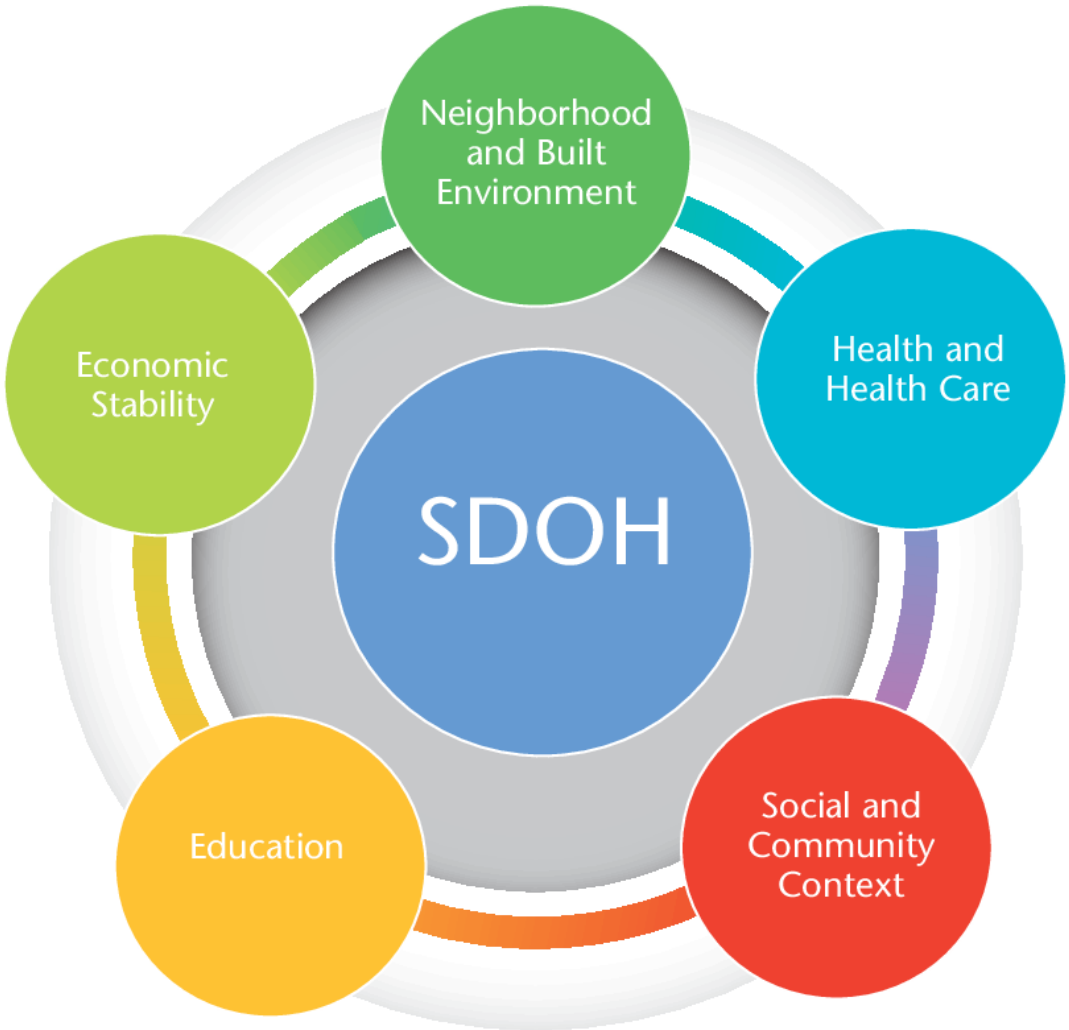 Neighborhood
and Built
Environment
Economic
Stability
Health and
Health Care
SDOH
Education
Social and
Community
Context